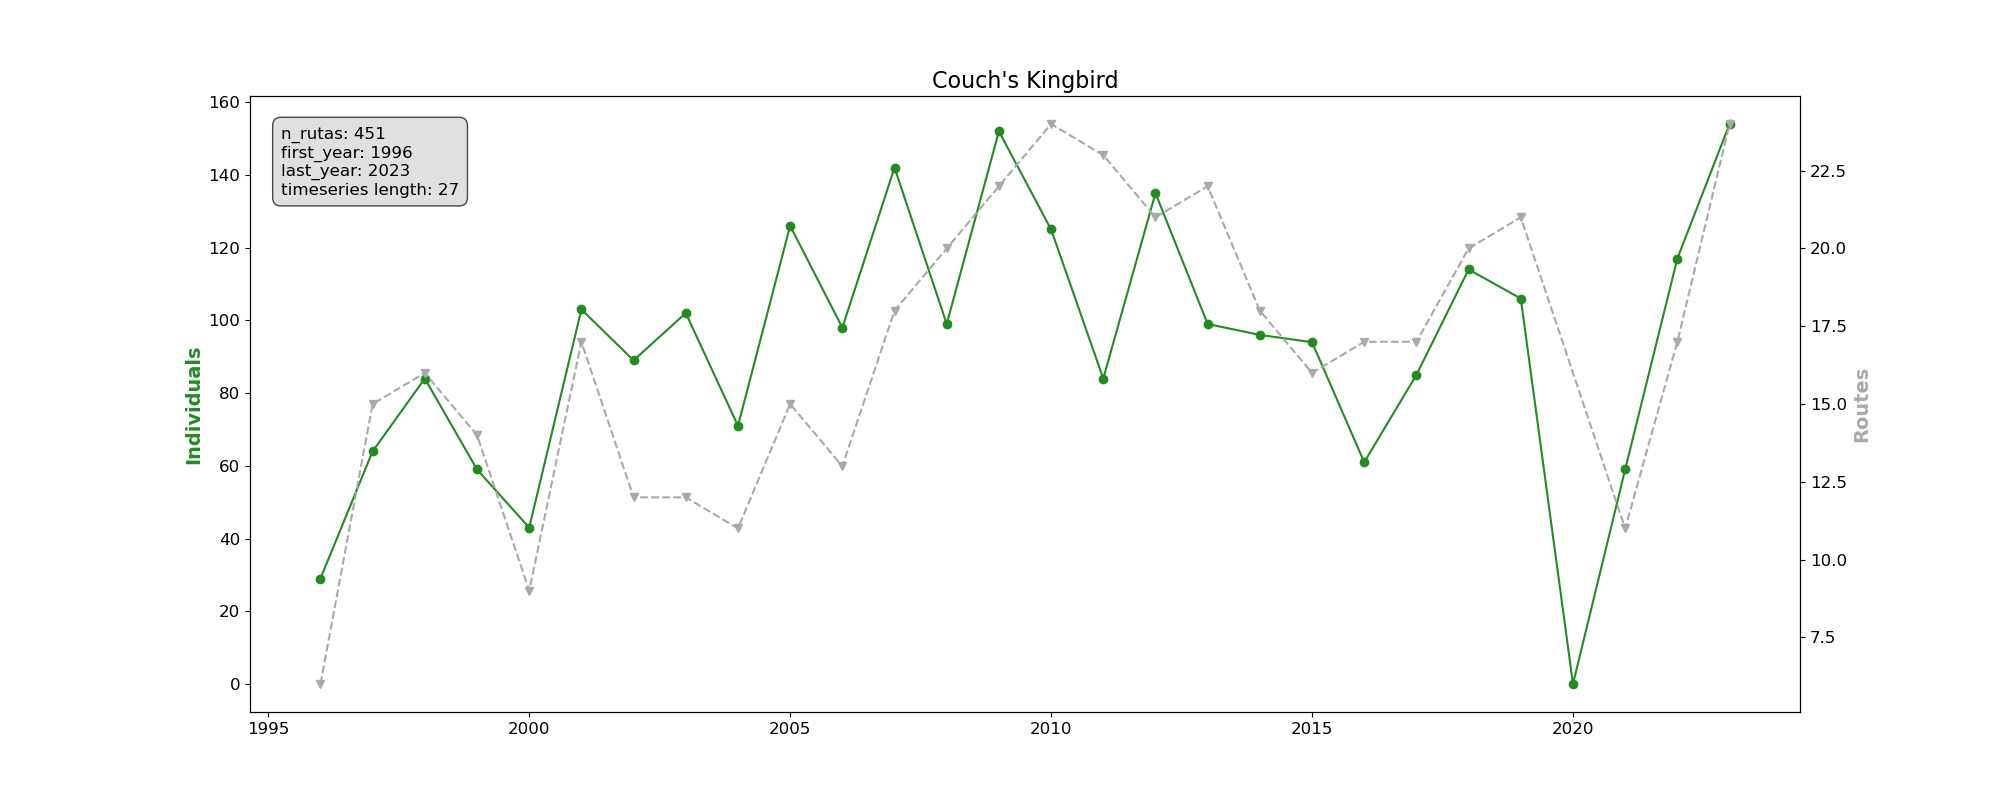 Couch's Kingbird
n_rutas: 451
first_year: 1996
last_year: 2023
timeseries length: 27
Individuals
160
140
120
100
80
60
40
20
0
22.5
20.0
17.5
15.0
12.5
10.0
7.5
Routes
1995 2000 2005 2010 2015 2020